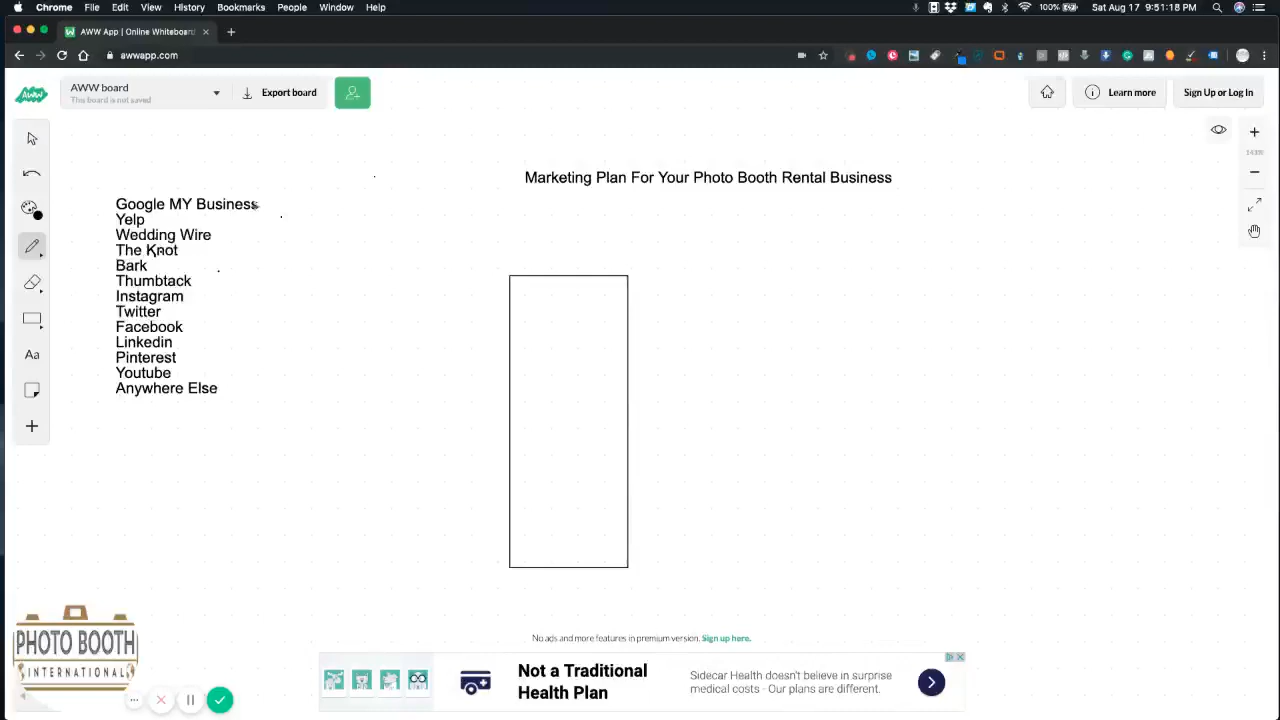 Chrome File Edit View History Bookmarks People Window Help
100% Sat Aug 17 9:51:18 PM
AWW App | Online Whiteboard
awwapp.com
AWW board
This board is not saved
Export board
Learn more
Sign Up or Log In
143%
Marketing Plan For Your Photo Booth Rental Business
Google MY Business
Yelp
Wedding Wire
The Knot
Bark
Thumbtack
Instagram
Twitter
Facebook
Linkedin
Pinterest
Youtube
Anywhere Else
Aa
PHOTO BOOTH
INTERNATIONAL
No ads and more features in premium version. Sign up here.
Not a Traditional
Health Plan
Sidecar Health doesn't believe in surprise
medical costs - Our plans are different.